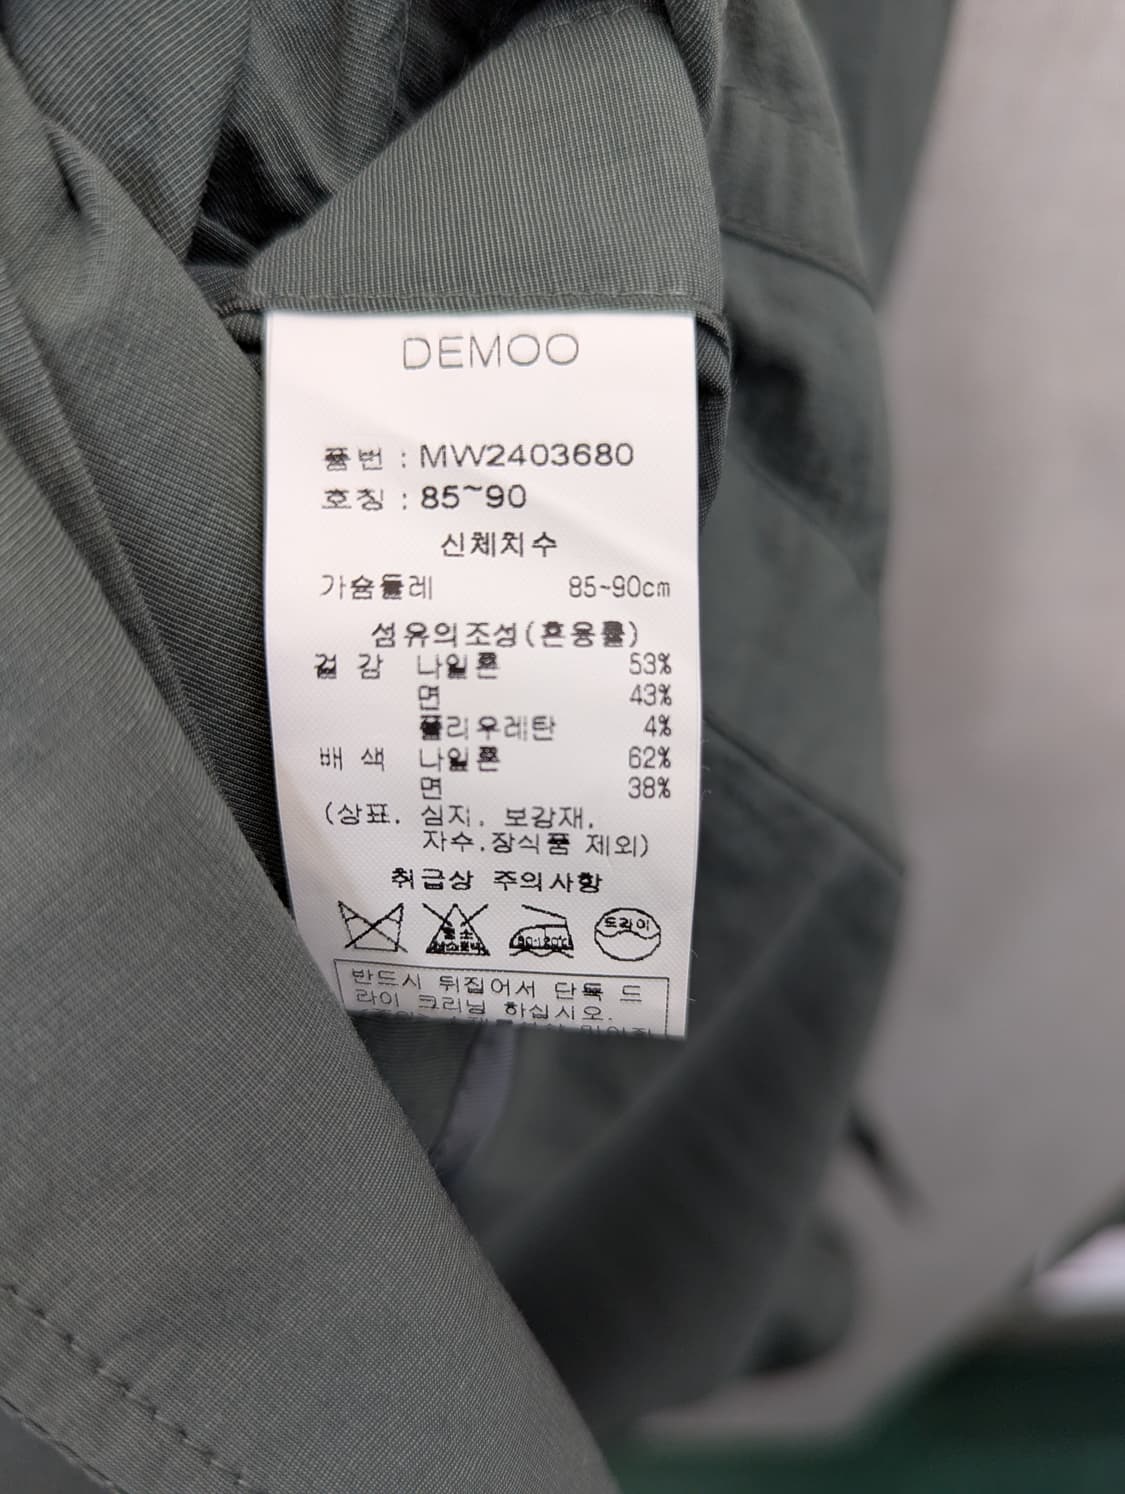 DEMOO
품번 : MW2403680
호칭 : 85~90
신체치수
가슴둘레 85~90cm
섬유의조성(혼용률)
겉 감 나일론 53%
면 43%
폴리우레탄 4%
배 색 나일론 62%
면 38%
(상표. 심지. 보강재.
자수.장식품 제외)
취급상 주의사항
염소 80-120℃ 드라이
반드시 뒤집어서 단독 드
라이 크리닝 하십시오.